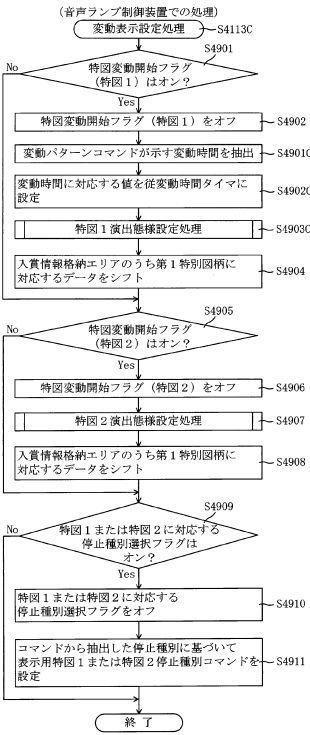 (音声ランプ制御装置での処理)
変動表示設定処理
S4113C
S4901
特図変動開始フラグ
(特図1)はオン?
No
Yes
特図変動開始フラグ(特図1)をオフ
S4902
変動パターンコマンドが示す変動時間を抽出
S4901C
変動時間に対応する値を従変動時間タイマに
設定
S4902C
特図1演出態様設定処理
S4903C
入賞情報格納エリアのうち第1特別図柄に
対応するデータをシフト
S4904
S4905
特図変動開始フラグ
(特図2)はオン?
No
Yes
特図変動開始フラグ(特図2)をオフ
S4906
特図2演出態様設定処理
S4907
入賞情報格納エリアのうち第1特別図柄に
対応するデータをシフト
S4908
S4909
特図1または特図2に対応する
停止種別選択フラグは
オン?
No
Yes
特図1または特図2に対応する
停止種別選択フラグをオフ
S4910
コマンドから抽出した停止種別に基づいて
表示用特図1または特図2停止種別コマンドを
設定
S4911
終了